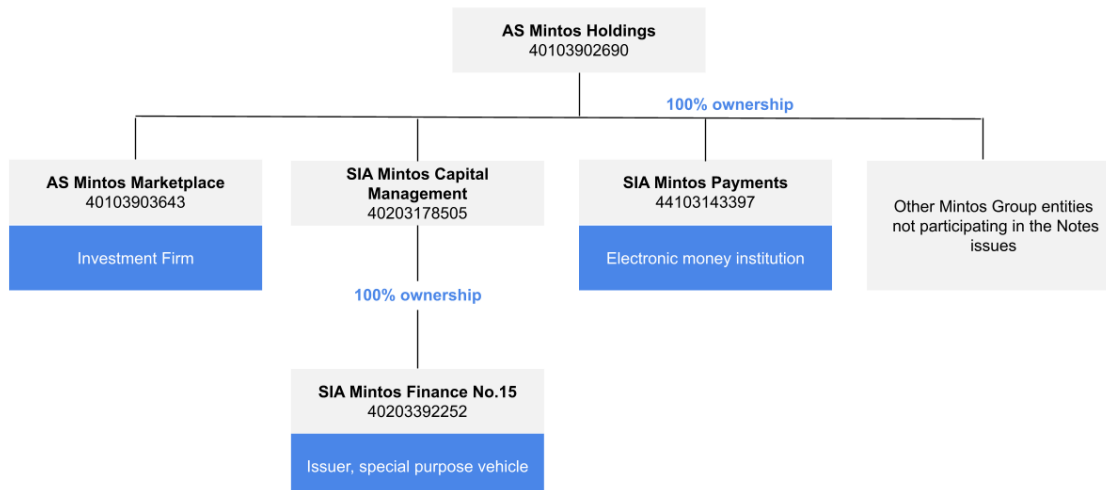 AS Mintos Holdings
40103902690
100% ownership
AS Mintos Marketplace
40103903643
Investment Firm
SIA Mintos Capital
Management
40203178505
SIA Mintos Payments
44103143397
Electronic money institution
Other Mintos Group entities
not participating in the Notes
issues
100% ownership
SIA Mintos Finance No.15
40203392252
Issuer, special purpose vehicle